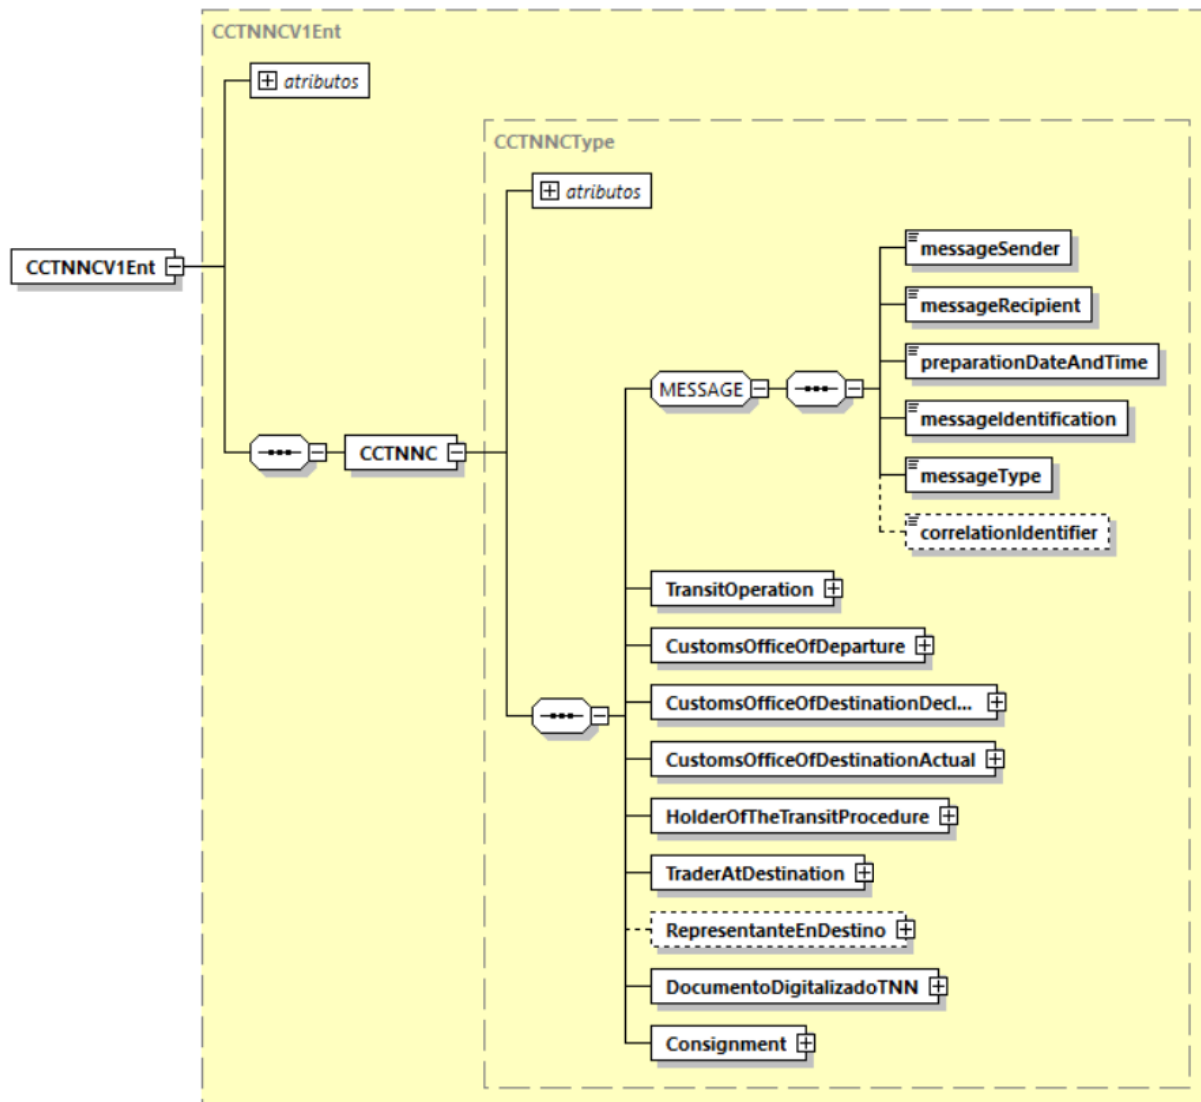 CCTNNCV1Ent
atributos
CCTNNCType
atributos
messageSender
CCTNNCV1Ent
messageRecipient
preparationDateAndTime
MESSAGE
messageIdentification
CCTNNC
messageType
correlationIdentifier
TransitOperation
CustomsOfficeOfDeparture
CustomsOfficeOfDestinationDecl...
CustomsOfficeOfDestinationActual
HolderOfTheTransitProcedure
TraderAtDestination
RepresentanteEnDestino
DocumentoDigitalizadoTNN
Consignment